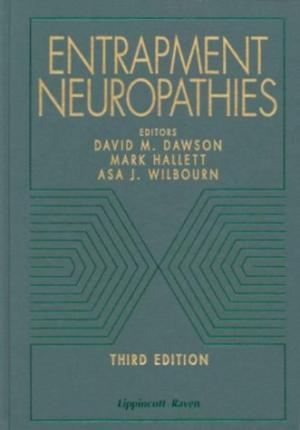 ENTRAPMENT
NEUROPATHIES
EDITORS
DAVID M. DAWSON
MARK HALLETT
ASA J. WILBOURN
THIRD EDITION
Lippincott-Raven